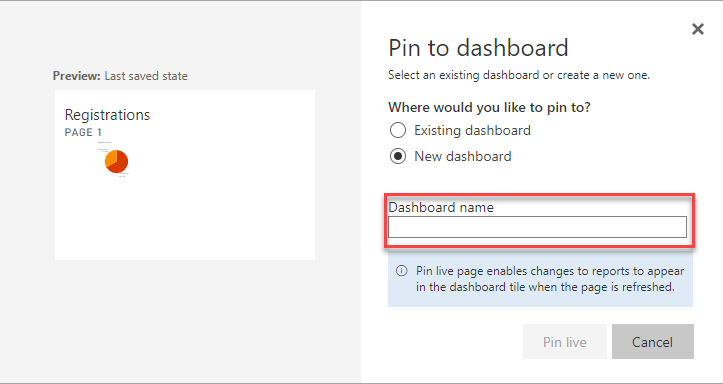 Pin to dashboard
Select an existing dashboard or create a new one.
Preview: Last saved state
Registrations
PAGE 1
Where would you like to pin to?
Existing dashboard
New dashboard
Dashboard name
Pin live page enables changes to reports to appear
in the dashboard tile when the page is refreshed.
Pin live
Cancel